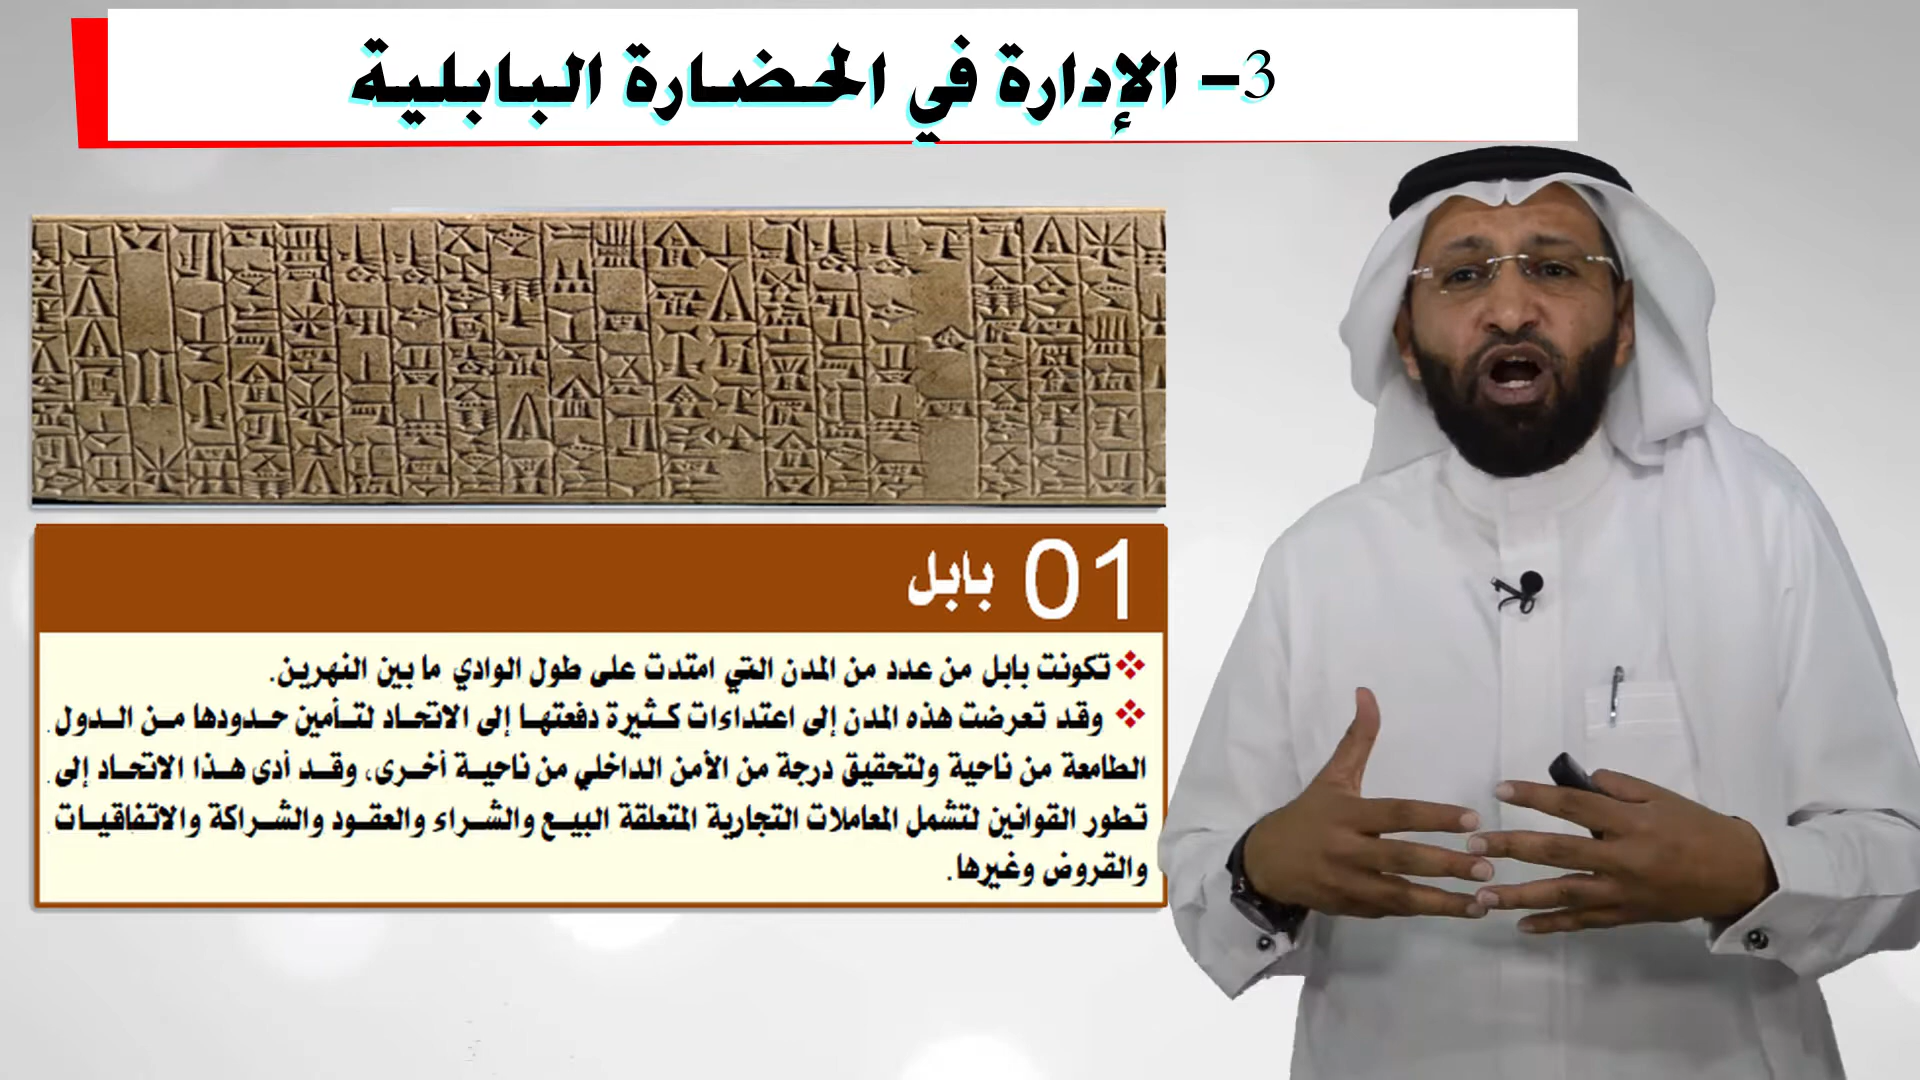 3- الإدارة في الحضارة البابلية
01 بابل
❖ تكونت بابل من عدد من المدن التي امتدت على طول الوادي ما بين النهرين.
❖ وقد تعرضت هذه المدن إلى اعتداءات كثيرة دفعتها إلى الاتحاد لتأمين حدودها من الدول
الطامعة من ناحية ولتحقيق درجة من الأمن الداخلي من ناحية أخرى، وقد أدى هذا الاتحاد إلى
تطور القوانين لتشمل المعاملات التجارية المتعلقة البيع والشراء والعقود والشراكة والاتفاقيات
والقروض وغيرها.